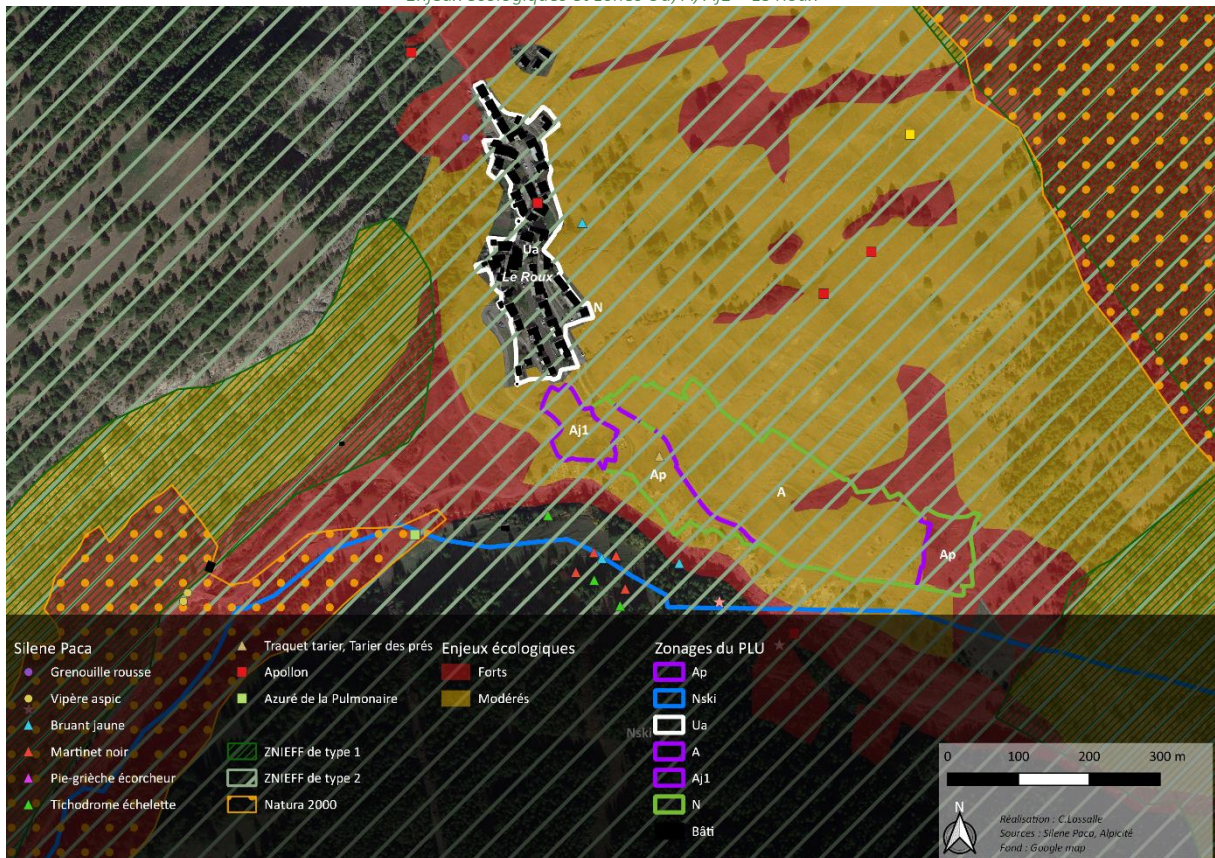 Ua
Le Roux
N
Aj1
Ap
A
Ap
Nski
Silene Paca
Grenouille rousse
Vipère aspic
Bruant jaune
Martinet noir
Pie-grièche écorcheur
Tichodrome échelette
Traquet tarier, Tarier des prés
Apollon
Azuré de la Pulmonaire
ZNIEFF de type 1
ZNIEFF de type 2
Natura 2000
Enjeux écologiques
Forts
Modérés
Zonages du PLU
Ap
Nski
Ua
A
Aj1
N
Bâti
0 100 200 300 m
N
Réalisation : C.Lassalle
Sources : Silene Paca, Alpicité
Fond : Google map